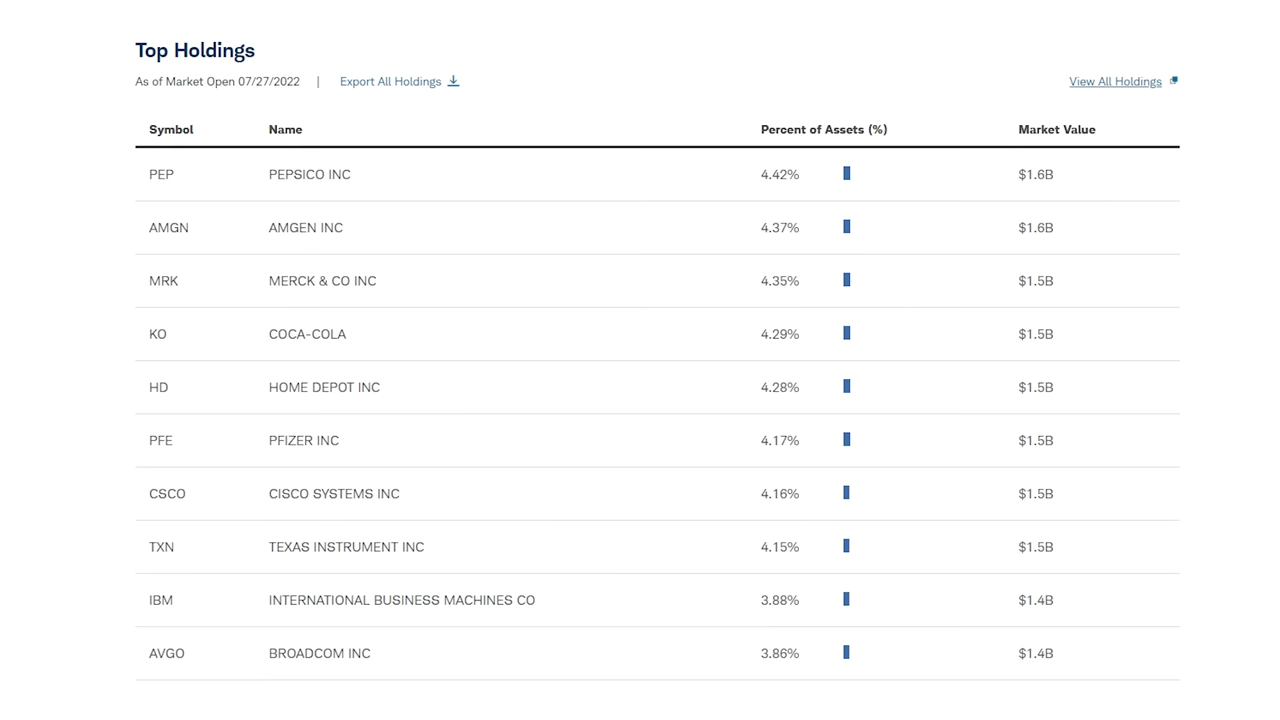 Top Holdings
As of Market Open 07/27/2022 | Export All Holdings View All Holdings
Symbol Name Percent of Assets (%) Market Value
PEP PEPSICO INC 4.42% $1.6B
AMGN AMGEN INC 4.37% $1.6B
MRK MERCK & CO INC 4.35% $1.5B
KO COCA-COLA 4.29% $1.5B
HD HOME DEPOT INC 4.28% $1.5B
PFE PFIZER INC 4.17% $1.5B
CSCO CISCO SYSTEMS INC 4.16% $1.5B
TXN TEXAS INSTRUMENT INC 4.15% $1.5B
IBM INTERNATIONAL BUSINESS MACHINES CO 3.88% $1.4B
AVGO BROADCOM INC 3.86% $1.4B